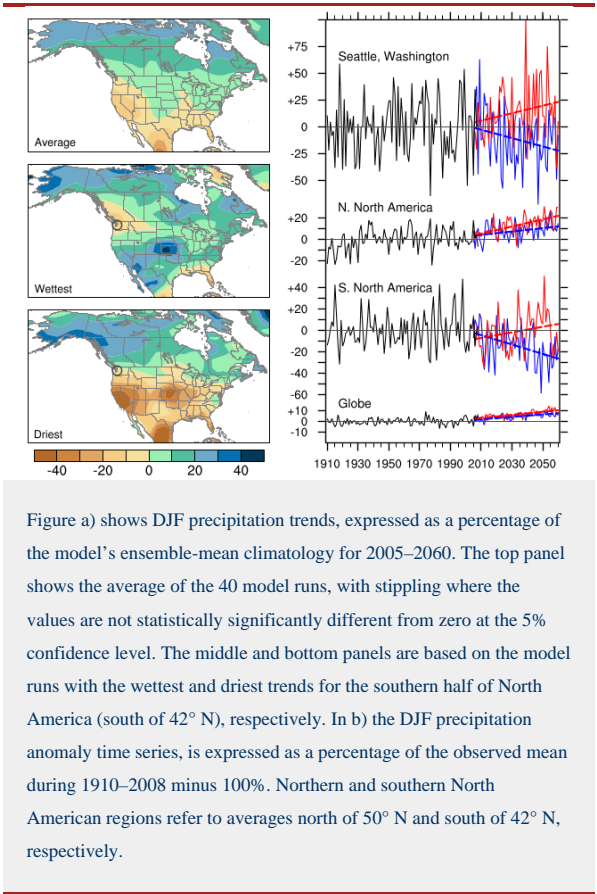 Average
Wettest
Driest
-40 -20 0 20 40
Seattle, Washington
+75
+50
+25
0
-25
-50
N. North America
+20
0
-20
S. North America
+40
+20
0
-20
-60
Globe
+10
0
-10
1910 1930 1950 1970 1990 2010 2030 2050
Figure a) shows DJF precipitation trends, expressed as a percentage of
the model’s ensemble-mean climatology for 2005–2060. The top panel
shows the average of the 40 model runs, with stippling where the
values are not statistically significantly different from zero at the 5%
confidence level. The middle and bottom panels are based on the model
runs with the wettest and driest trends for the southern half of North
America (south of 42° N), respectively. In b) the DJF precipitation
anomaly time series, is expressed as a percentage of the observed mean
during 1910–2008 minus 100%. Northern and southern North
American regions refer to averages north of 50° N and south of 42° N,
respectively.